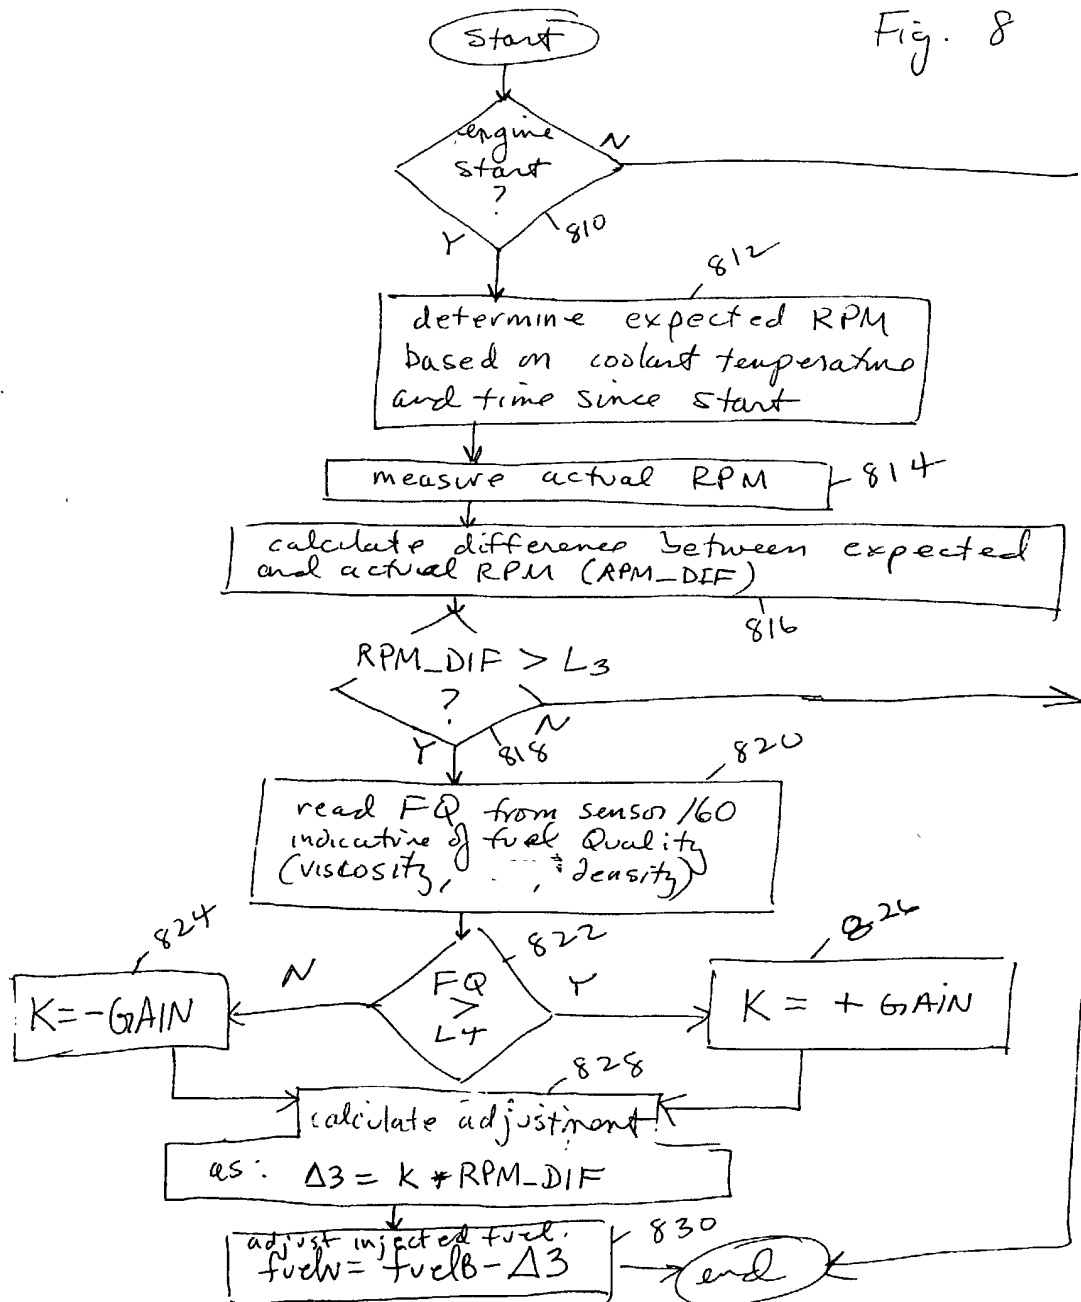 Fig. 8
Start
engine
start
?
N
810
Y
812
determine expected RPM
based on coolant temperature
and time since start
measure actual RPM
814
calculate difference between expected
and actual RPM (RPM_DIF)
816
RPM_DIF > L3
?
N
818
Y
820
read FQ from sensor 160
indicative of fuel Quality
(viscosity, ..., density)
824
822
826
N
FQ
>
L4
Y
K=-GAIN
K = + GAIN
828
calculate adjustment
as: Δ3 = K * RPM_DIF
830
adjust injected fuel.
fuelN = fuelB - Δ3
end